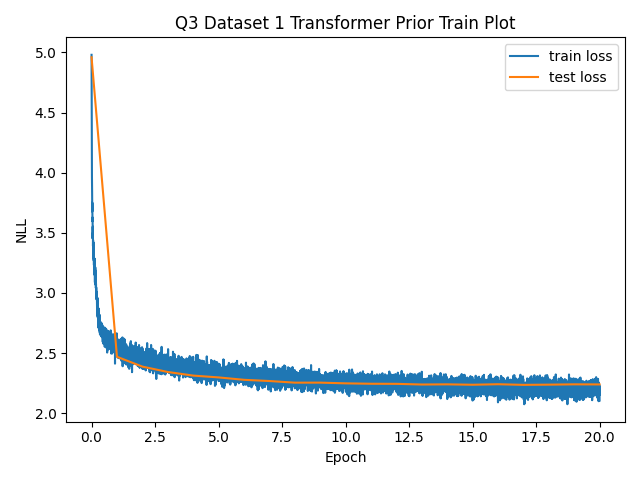 Q3 Dataset 1 Transformer Prior Train Plot
train loss
test loss
5.0
4.5
4.0
3.5
3.0
2.5
2.0
NLL
0.0 2.5 5.0 7.5 10.0 12.5 15.0 17.5 20.0
Epoch